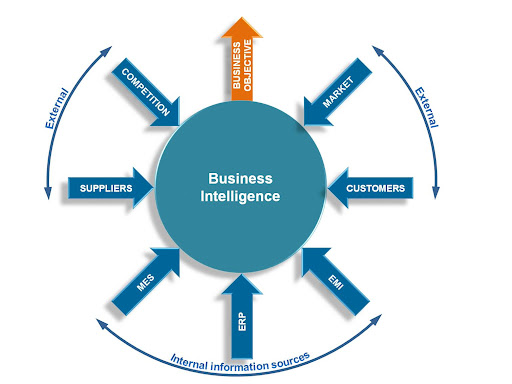 BUSINESS
OBJECTIVE
COMPETITION
MARKET
External
External
Business
Intelligence
SUPPLIERS
CUSTOMERS
MES
ERP
EMI
Internal information sources